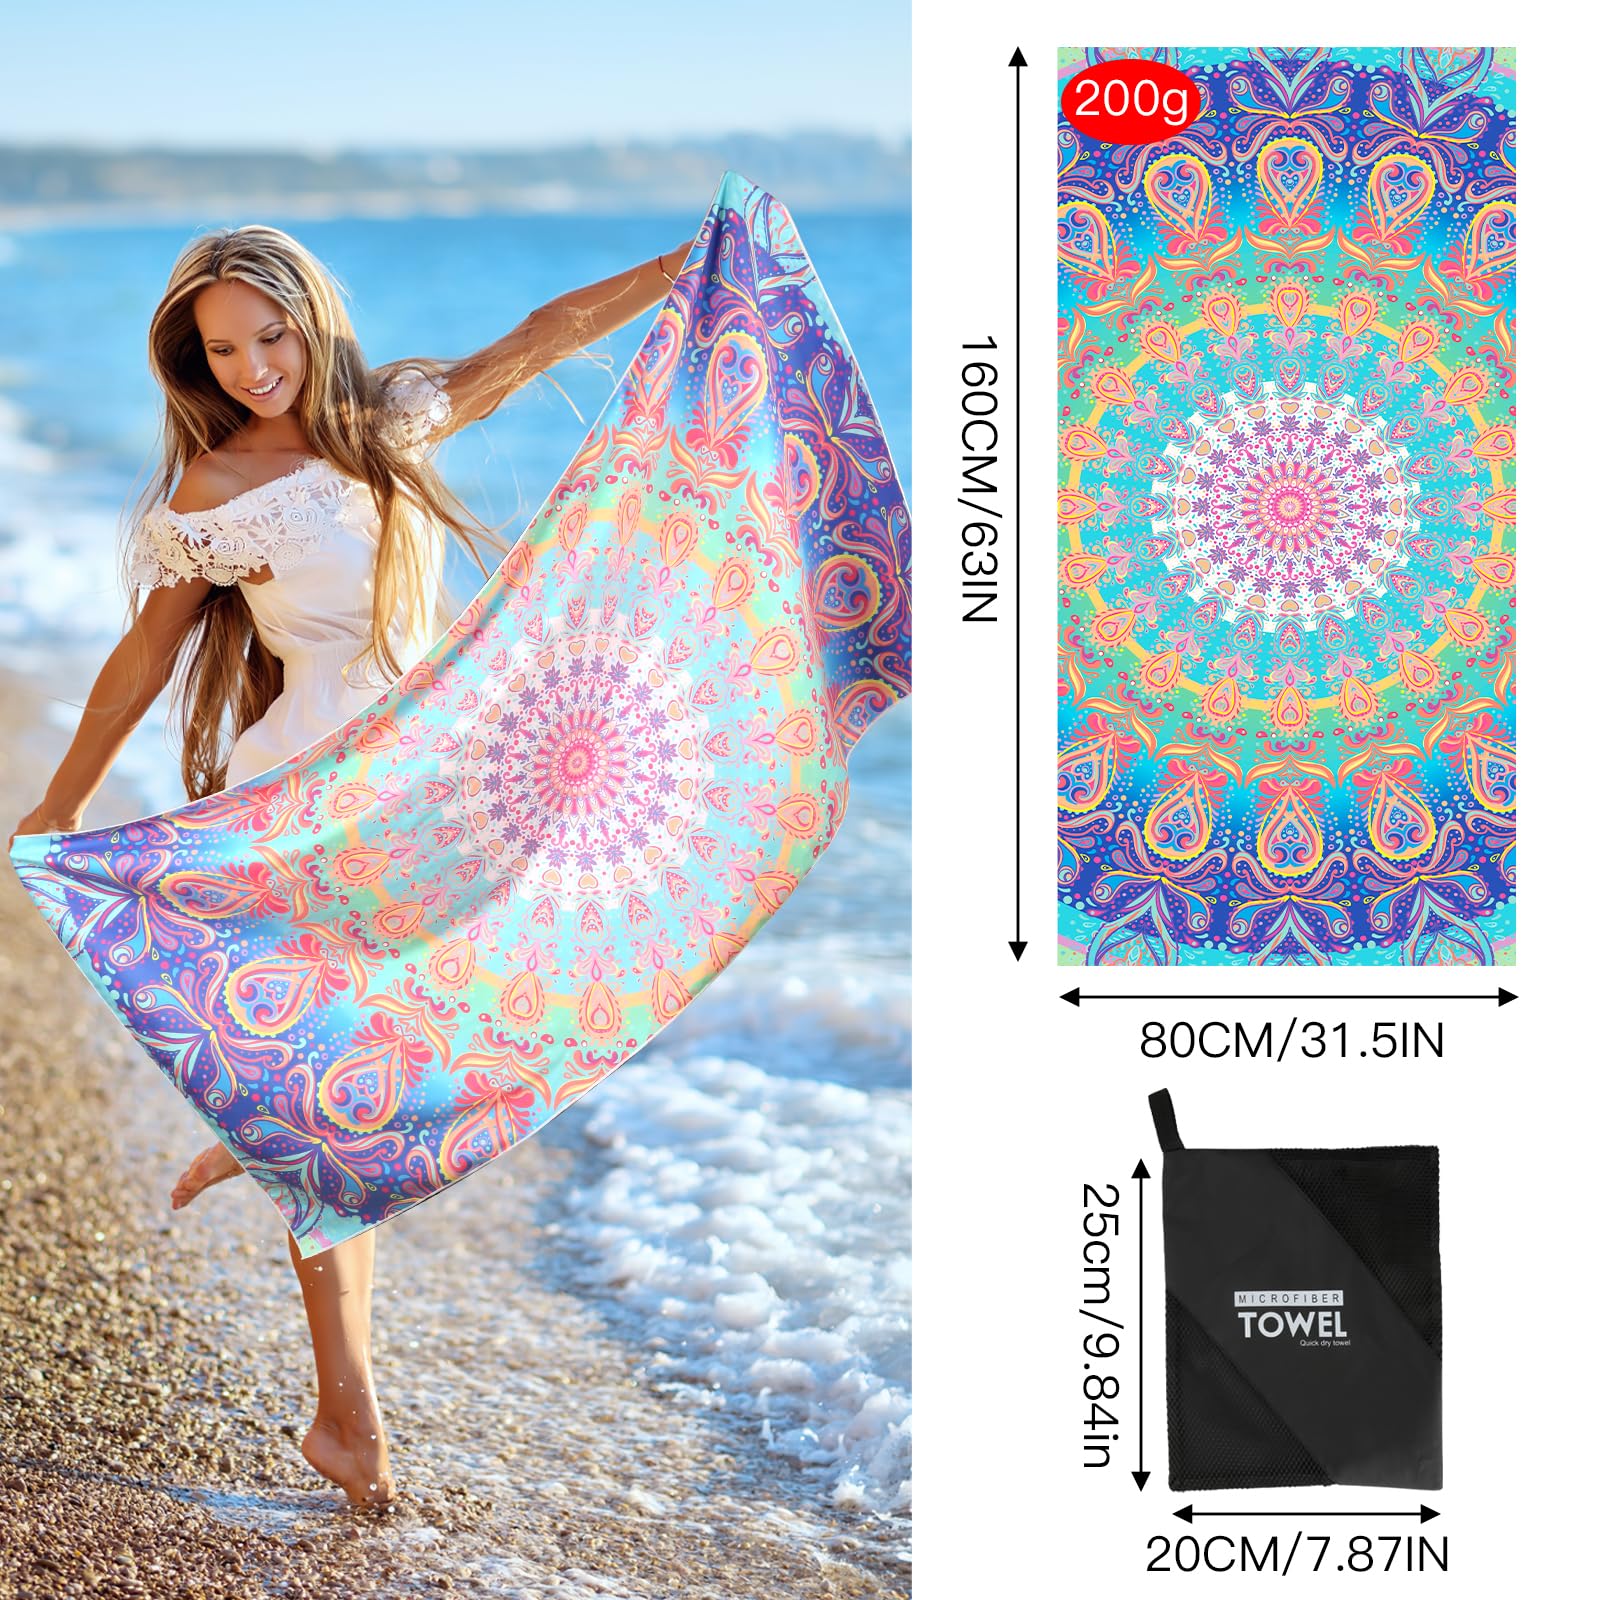 200g
160CM/63IN
80CM/31.5IN
25cm/9.84in
MICROFIBER
TOWEL
Quick dry towel
20CM/7.87IN